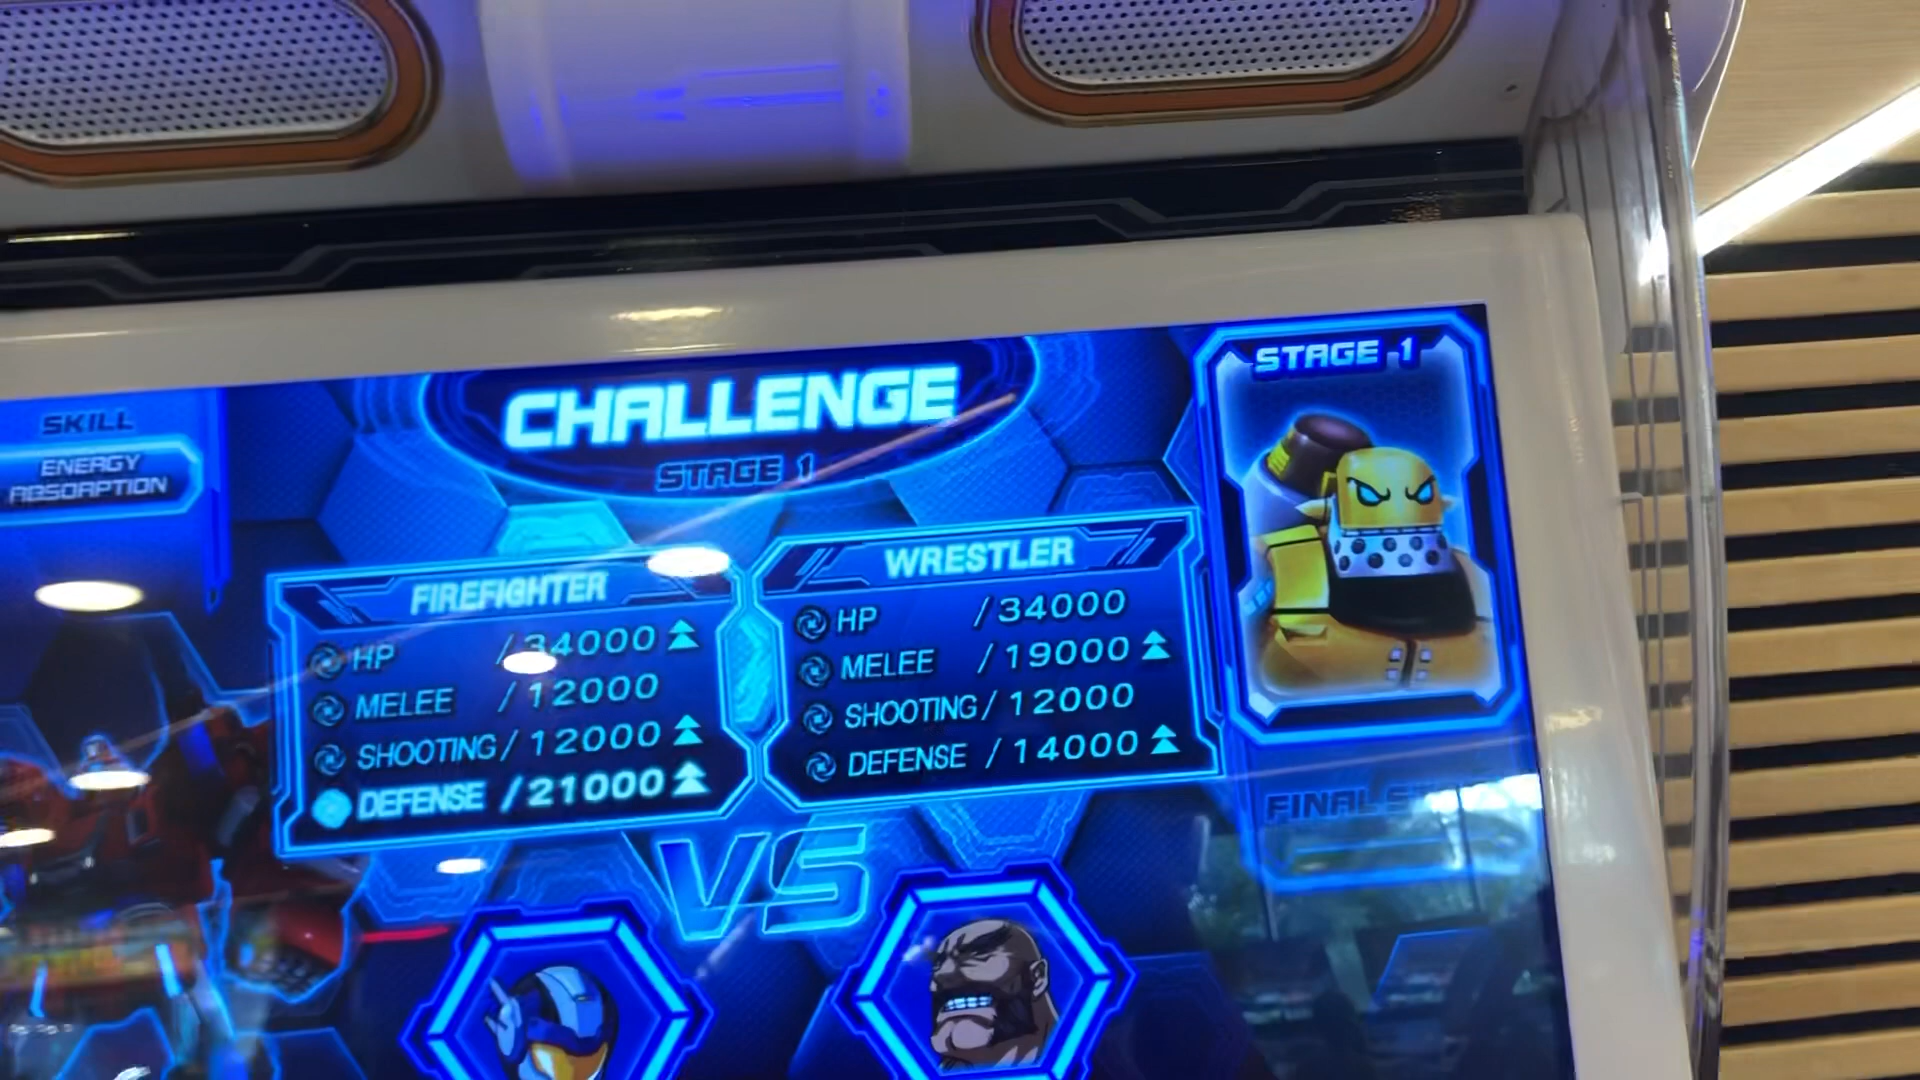 SKILL
ENERGY
ABSORPTION
CHALLENGE
STAGE 1
STAGE 1
FIREFIGHTER
HP /34000
MELEE /12000
SHOOTING/12000
DEFENSE /21000
WRESTLER
HP /34000
MELEE /19000
SHOOTING/12000
DEFENSE /14000
VS
FINAL